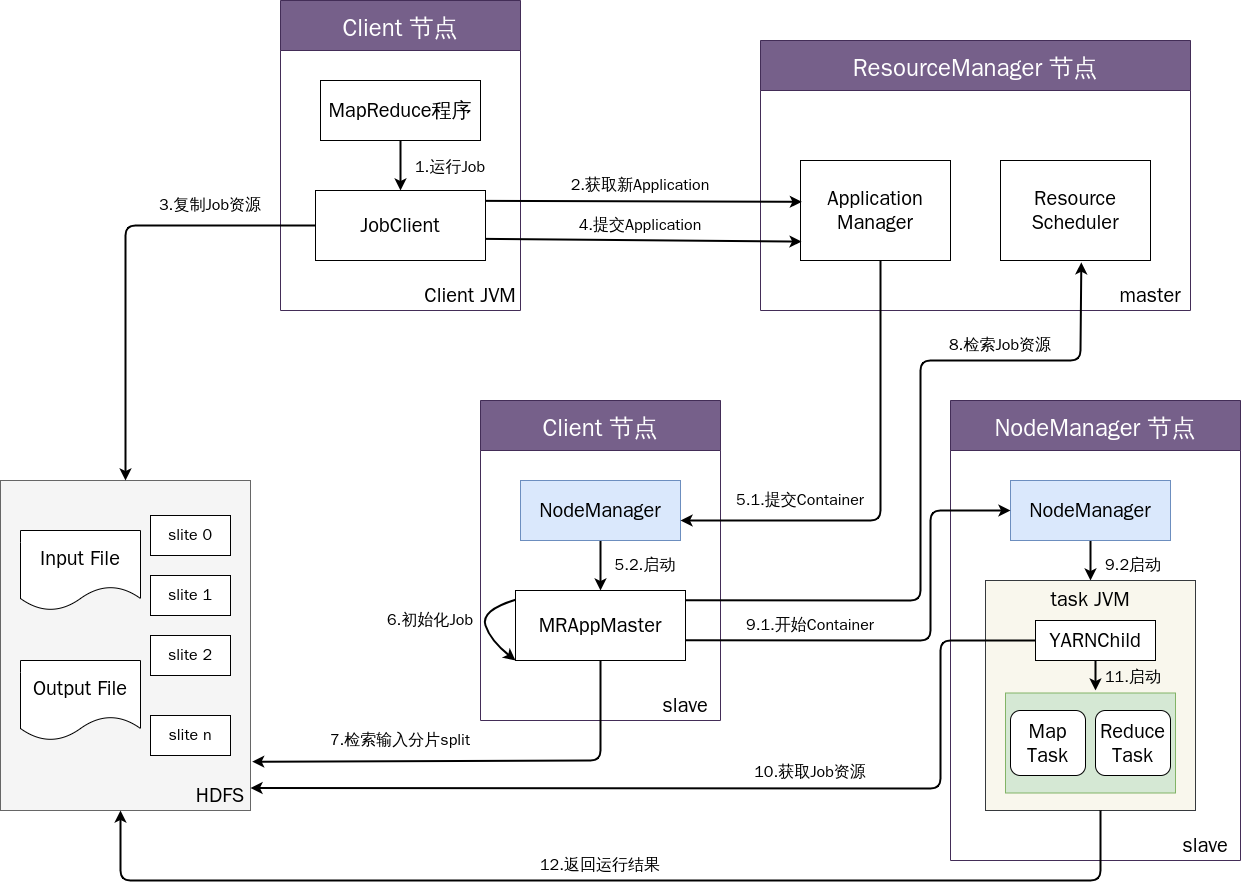 Client 节点
MapReduce程序
1.运行Job
JobClient
Client JVM
ResourceManager 节点
2.获取新Application
4.提交Application
Application
Manager
Resource
Scheduler
master
3.复制Job资源
8.检索Job资源
Client 节点
NodeManager
5.1.提交Container
5.2.启动
6.初始化Job
MRAppMaster
9.1.开始Container
slave
NodeManager 节点
NodeManager
9.2启动
task JVM
YARNChild
11.启动
Map
Task
Reduce
Task
slave
Input File
Output File
slite 0
slite 1
slite 2
slite n
HDFS
7.检索输入分片split
10.获取Job资源
12.返回运行结果